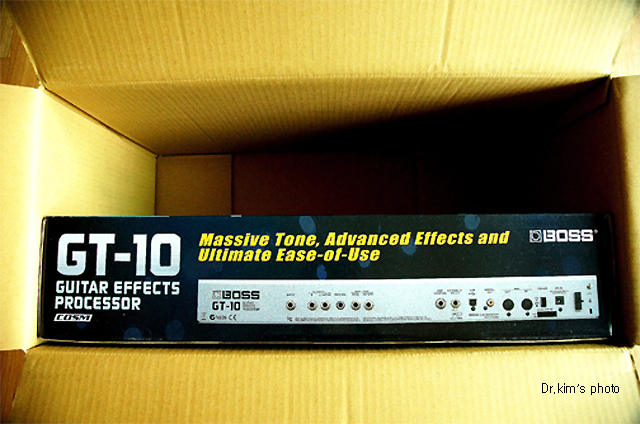 GT-10
GUITAR EFFECTS
PROCESSOR
COSM
Massive Tone, Advanced Effects and
Ultimate Ease-of-Use
BOSS®
BOSS
GT-10
Dr,kim's photo